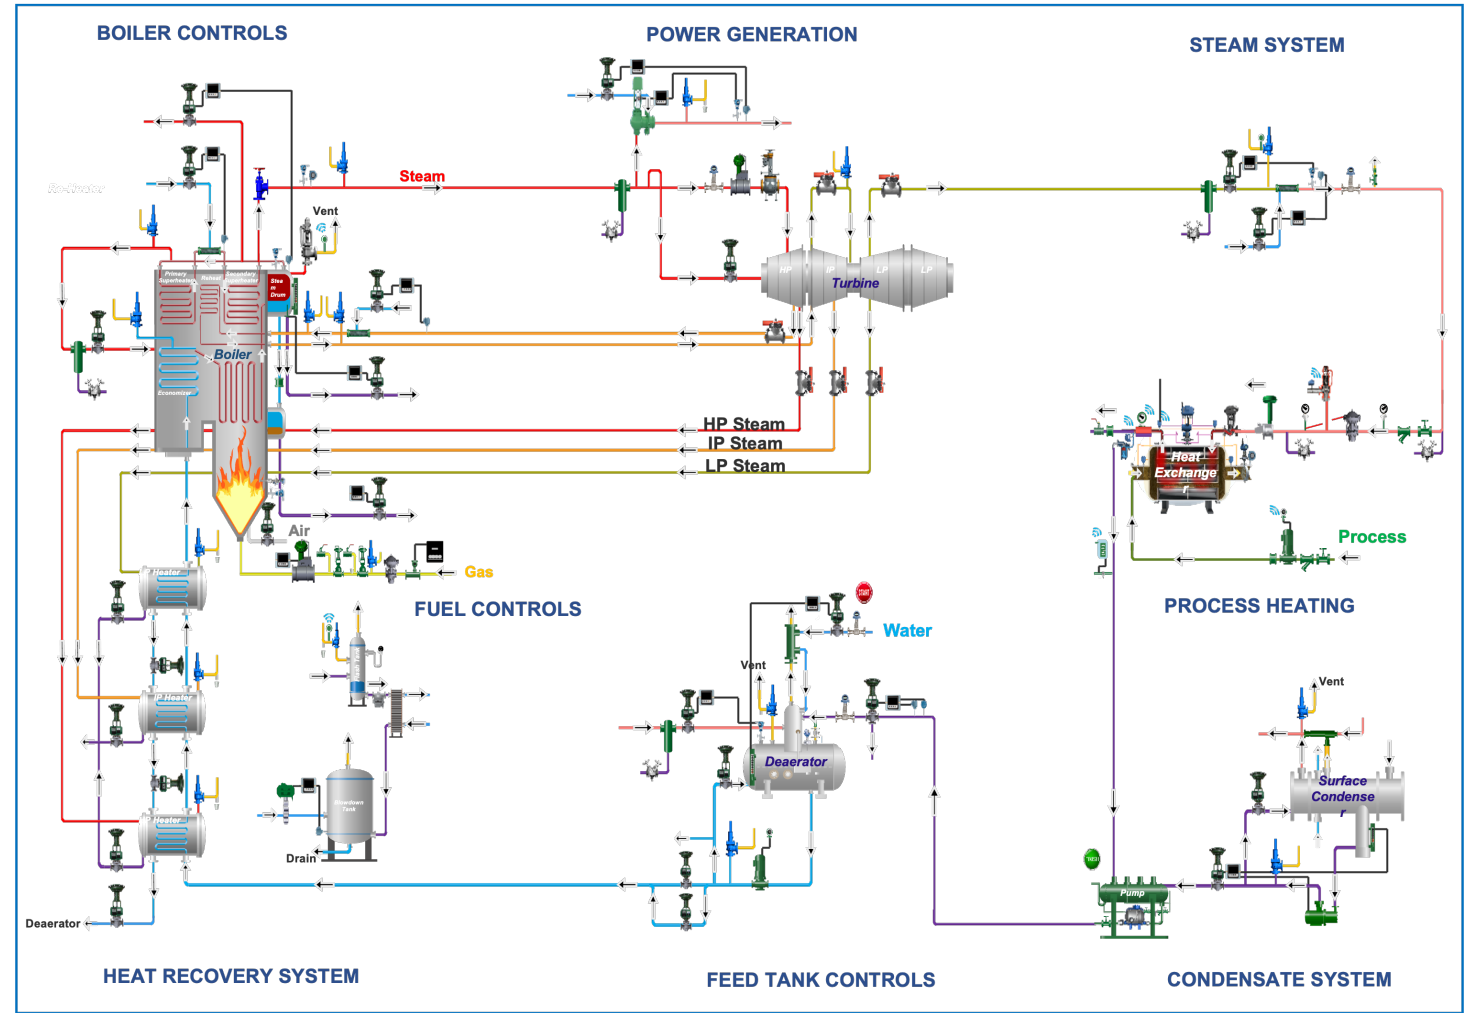 BOILER CONTROLS
POWER GENERATION
STEAM SYSTEM
Re-Heater
Steam
Vent
Primary
Superheater
Reheat
Secondary
Superheater
Stea
m
Drum
HP
IP
LP
LP
Turbine
Boiler
Economizer
HP Steam
IP Steam
LP Steam
Heat
Exchange
r
Air
Gas
Process
Heater
FUEL CONTROLS
PROCESS HEATING
Water
Vent
Vent
IP Heater
Deaerator
Surface
Condense
r
Blowdown
Tank
Heater
Drain
Pump
Deaerator
HEAT RECOVERY SYSTEM
FEED TANK CONTROLS
CONDENSATE SYSTEM